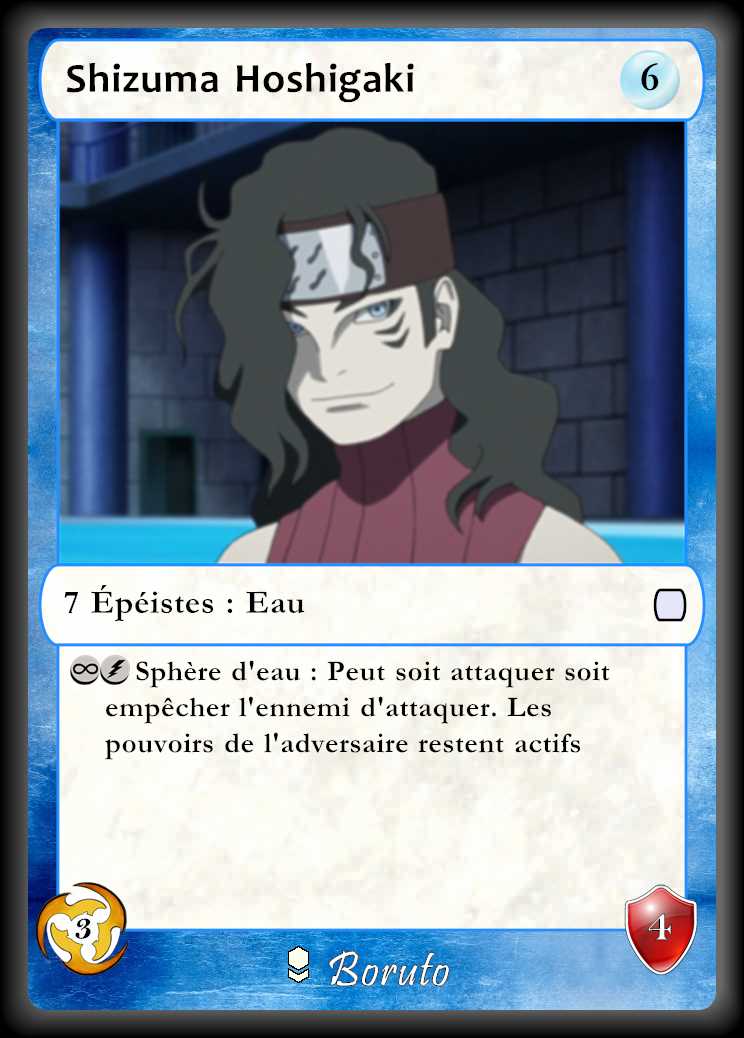 Shizuma Hoshigaki
6
7 Épéistes : Eau
Sphère d'eau : Peut soit attaquer soit
empêcher l'ennemi d'attaquer. Les
pouvoirs de l'adversaire restent actifs
3
4
Boruto